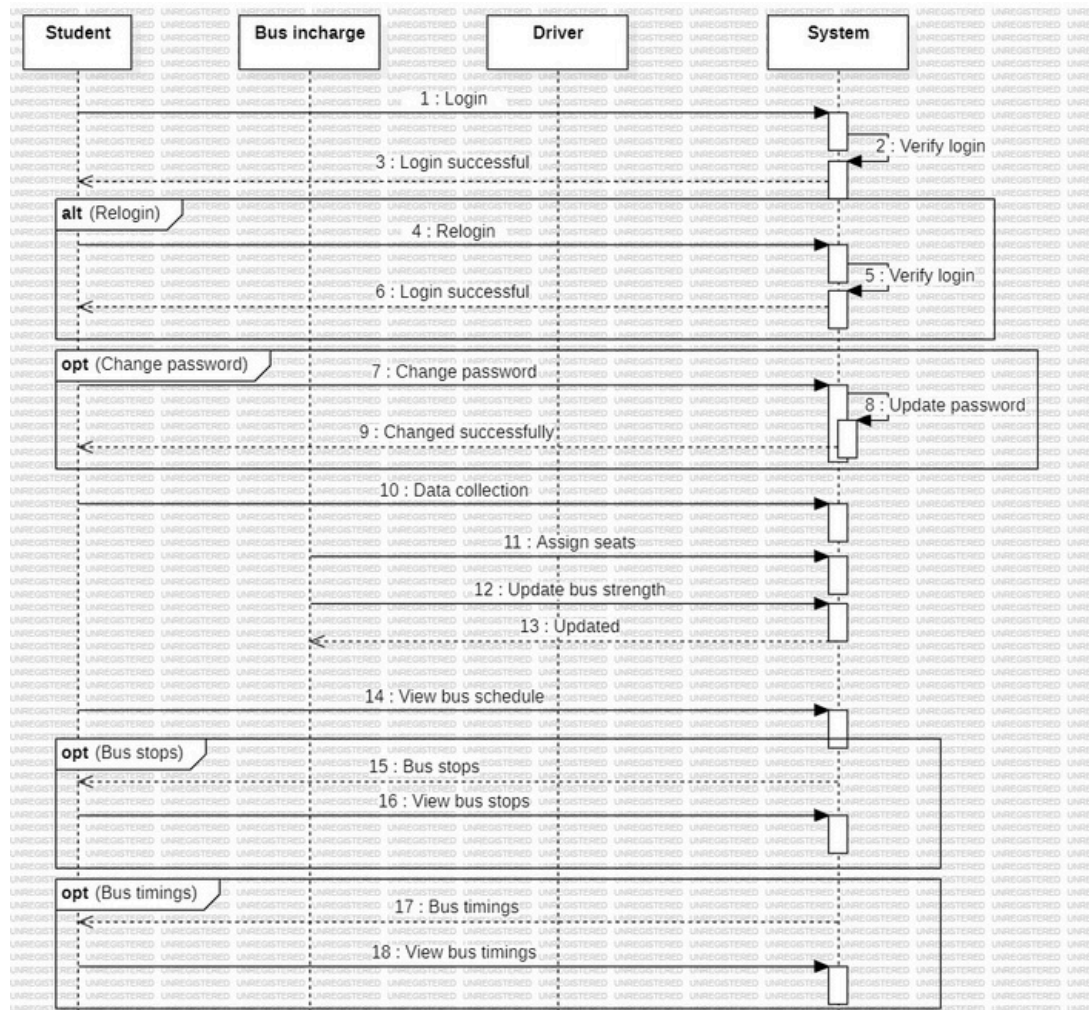 Student
Bus incharge
Driver
System
1 : Login
2 : Verify login
3 : Login successful
alt (Relogin)
4 : Relogin
5 : Verify login
6 : Login successful
opt (Change password)
7 : Change password
8 : Update password
9 : Changed successfully
10 : Data collection
11 : Assign seats
12 : Update bus strength
13 : Updated
14 : View bus schedule
opt (Bus stops)
15 : Bus stops
16 : View bus stops
opt (Bus timings)
17 : Bus timings
18 : View bus timings
UNREGISTERED